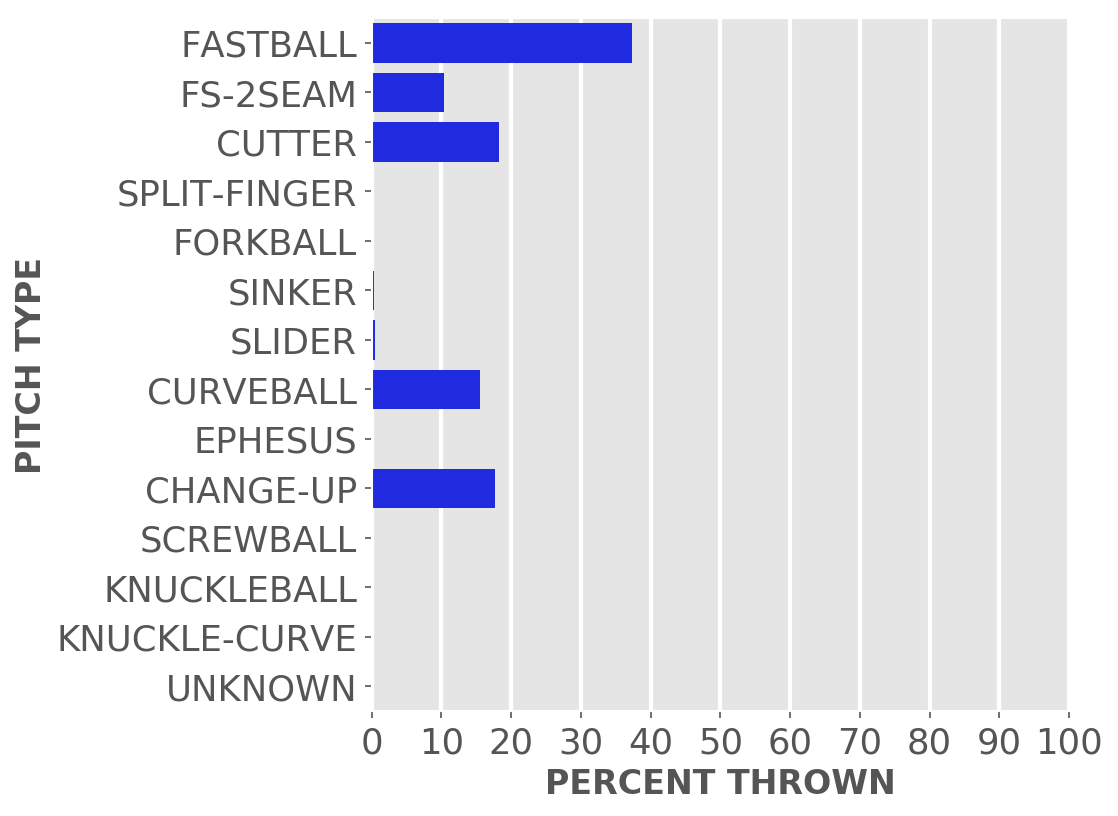 FASTBALL
FS-2SEAM
CUTTER
SPLIT-FINGER
FORKBALL
SINKER
SLIDER
CURVEBALL
EPHESUS
CHANGE-UP
SCREWBALL
KNUCKLEBALL
KNUCKLE-CURVE
UNKNOWN
PITCH TYPE
0 10 20 30 40 50 60 70 80 90 100
PERCENT THROWN